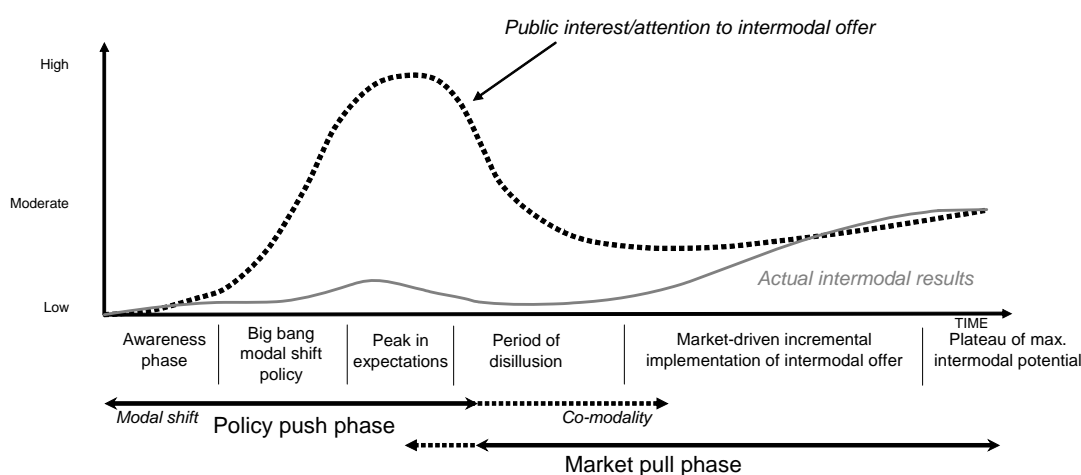 Public interest/attention to intermodal offer
High
Moderate
Actual intermodal results
Low
TIME
Awareness
phase
Big bang
modal shift
policy
Peak in
expectations
Period of
disillusion
Market-driven incremental
implementation of intermodal offer
Plateau of max.
intermodal potential
Modal shift
Co-modality
Policy push phase
Market pull phase